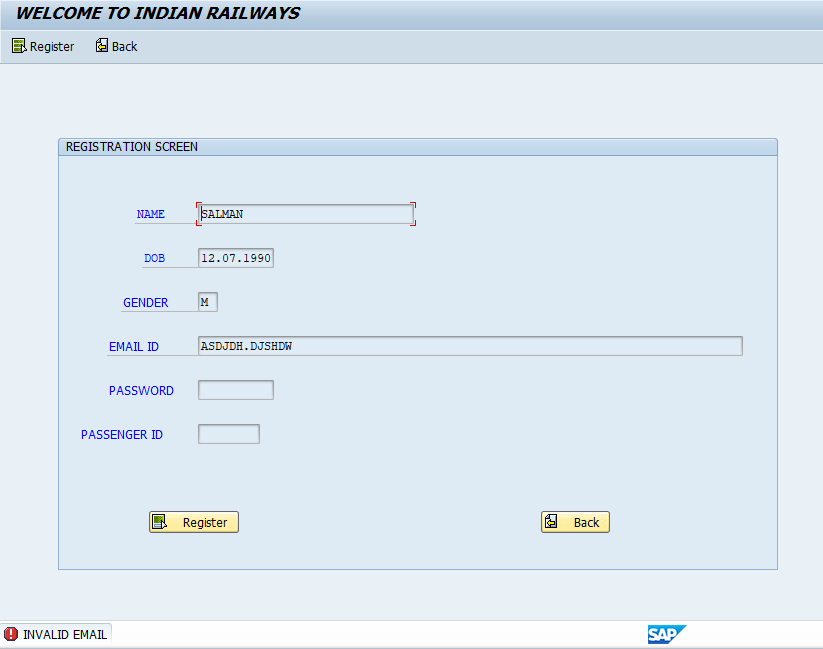 WELCOME TO INDIAN RAILWAYS
Register Back
REGISTRATION SCREEN
NAME SALMAN
DOB 12.07.1990
GENDER M
EMAIL ID ASDJDH.DJSHDW
PASSWORD
PASSENGER ID
Register Back
INVALID EMAIL SAP